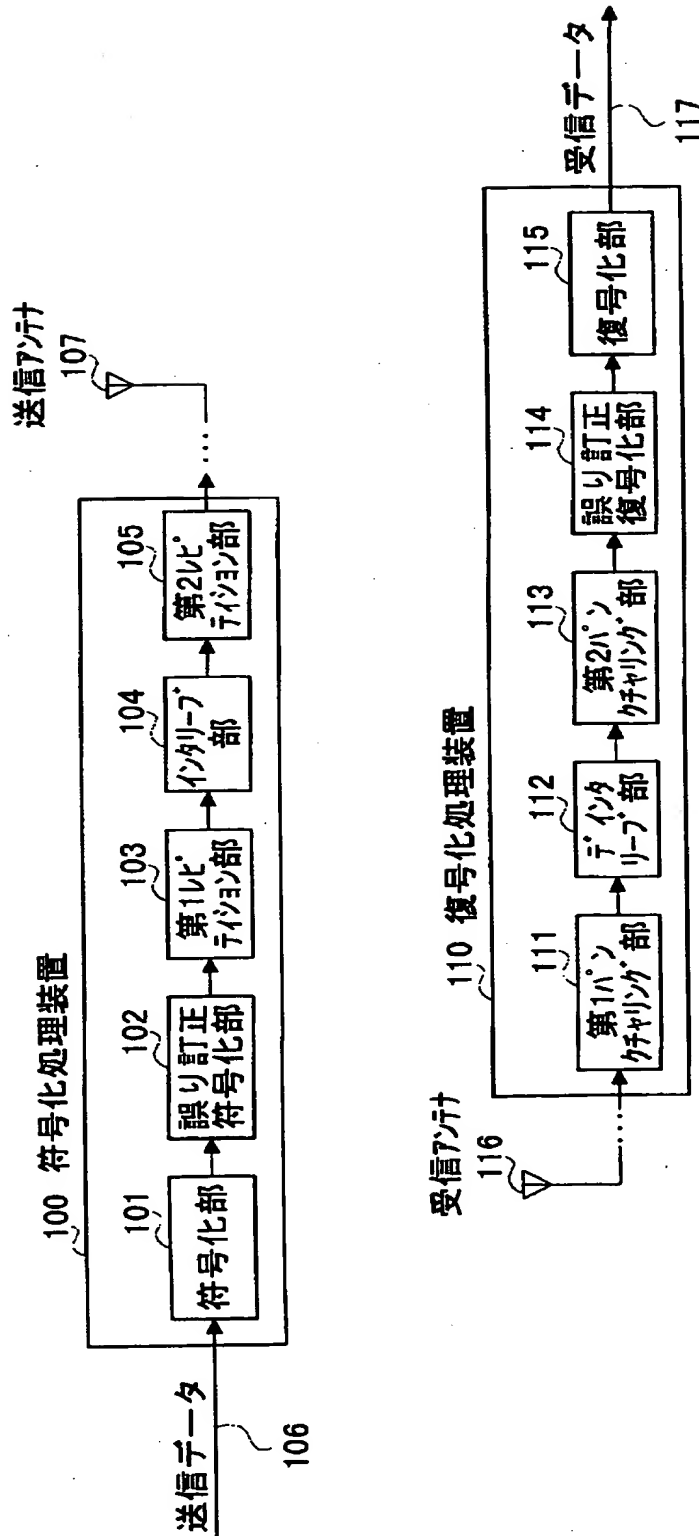 100 符号化処理装置
送信データ
106
101
符号化部
102
誤り訂正
符号化部
103
第1レピ
ティション部
104
インタリーブ
部
105
第2レピ
ティション部
...
送信アンテナ
107
110 復号化処理装置
受信アンテナ
116
....
111
第1パン
クチャリング部
112
デインタ
リーブ部
113
第2パン
クチャリング部
114
誤り訂正
復号化部
115
復号化部
受信データ
117